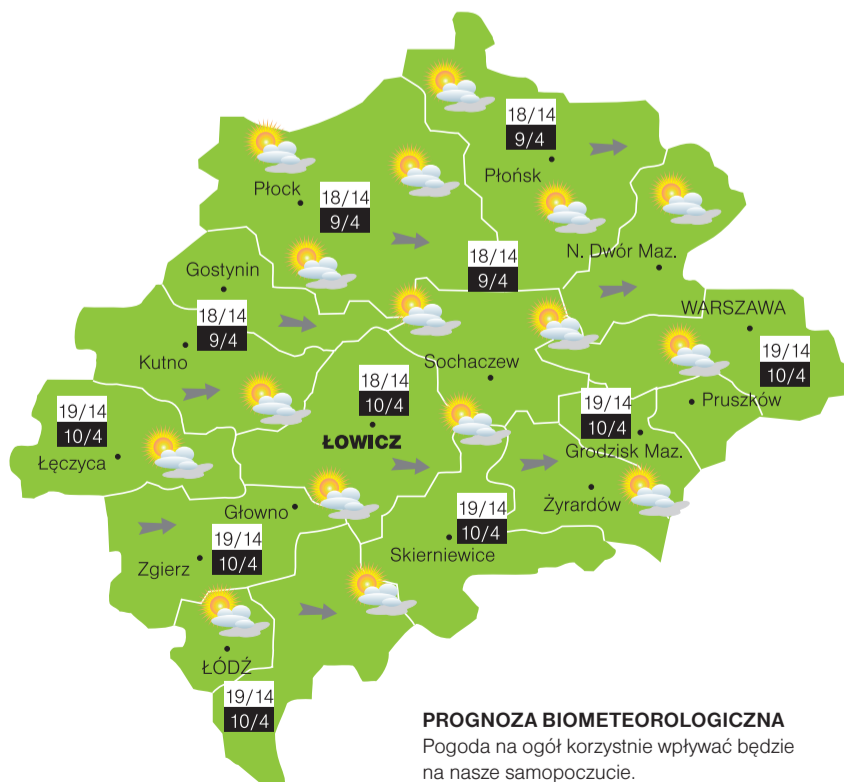 18/14
9/4
Płońsk
Płock
18/14
9/4
N. Dwór Maz.
18/14
9/4
Gostynin
WARSZAWA
18/14
9/4
Kutno
Sochaczew
19/14
10/4
18/14
10/4
ŁOWICZ
Pruszków
19/14
10/4
Grodzisk Maz.
19/14
10/4
Łęczyca
Żyrardów
Głowno
19/14
10/4
Skierniewice
19/14
10/4
Zgierz
ŁÓDŹ
19/14
10/4
PROGNOZA BIOMETEOROLOGICZNA
Pogoda na ogół korzystnie wpływać będzie
na nasze samopoczucie.